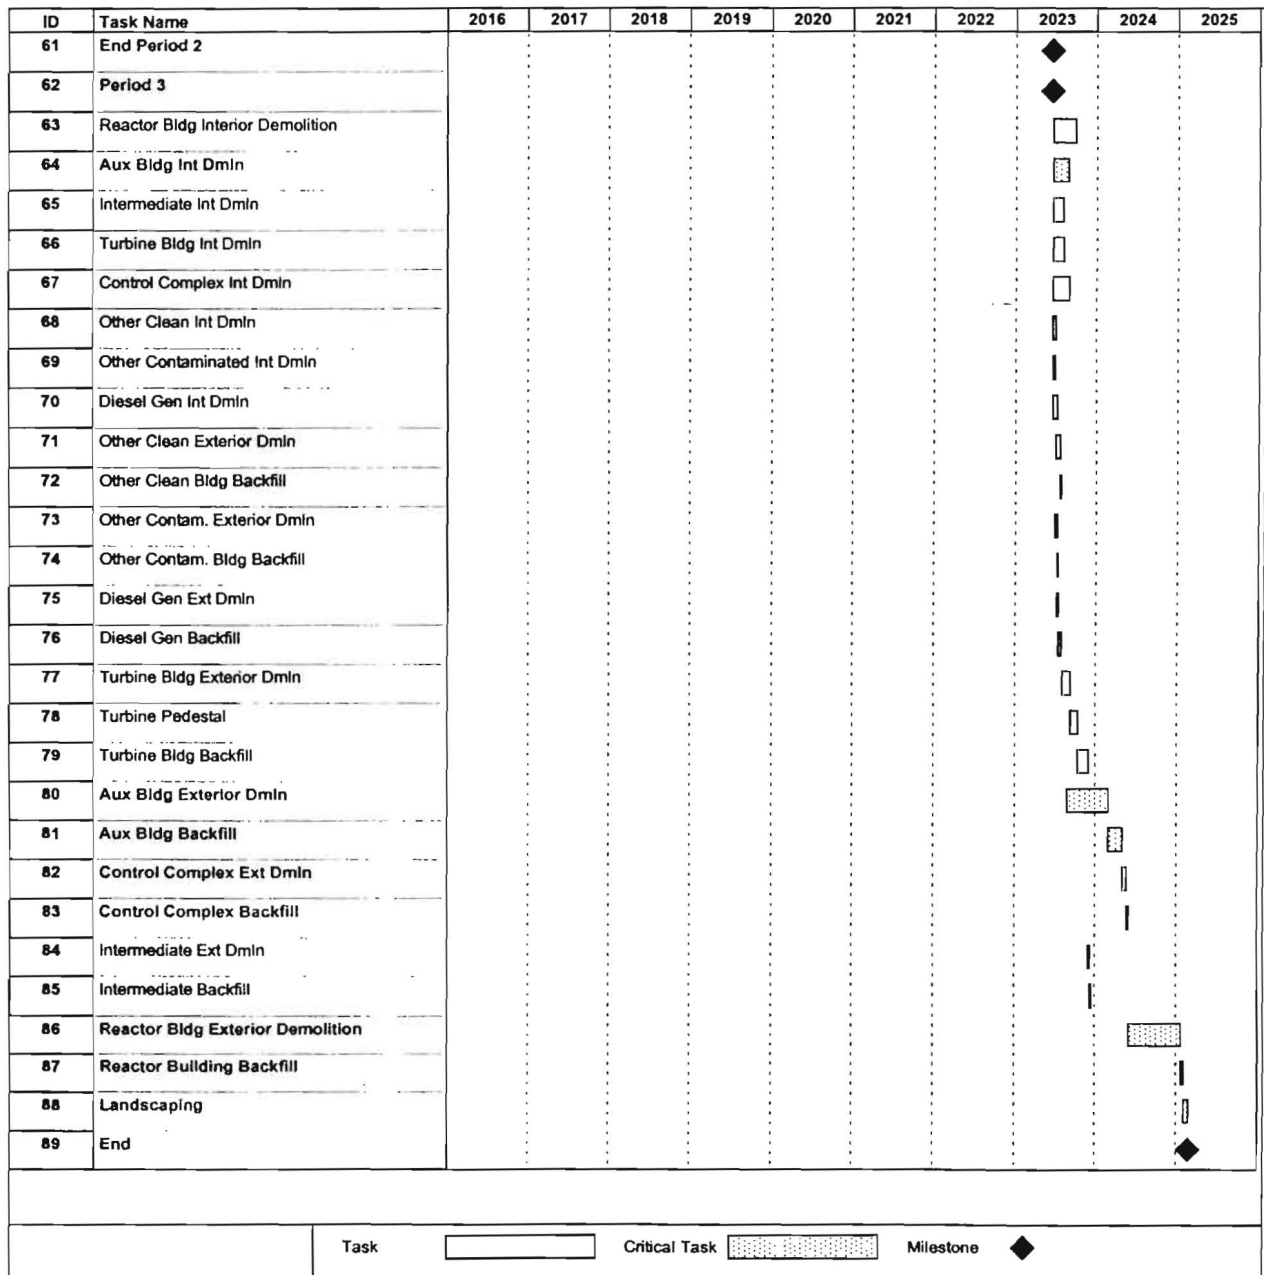 ID Task Name 2016 2017 2018 2019 2020 2021 2022 2023 2024 2025
61 End Period 2
62 Period 3
63 Reactor Bldg Interior Demolition
64 Aux Bldg Int Dmln
65 Intermediate Int Dmln
66 Turbine Bldg Int Dmln
67 Control Complex Int Dmln
68 Other Clean Int Dmln
69 Other Contaminated Int Dmln
70 Diesel Gen Int Dmln
71 Other Clean Exterior Dmln
72 Other Clean Bldg Backfill
73 Other Contam. Exterior Dmln
74 Other Contam. Bldg Backfill
75 Diesel Gen Ext Dmln
76 Diesel Gen Backfill
77 Turbine Bldg Exterior Dmln
78 Turbine Pedestal
79 Turbine Bldg Backfill
80 Aux Bldg Exterior Dmln
81 Aux Bldg Backfill
82 Control Complex Ext Dmln
83 Control Complex Backfill
84 Intermediate Ext Dmln
85 Intermediate Backfill
86 Reactor Bldg Exterior Demolition
87 Reactor Building Backfill
88 Landscaping
89 End
Task Critical Task Milestone